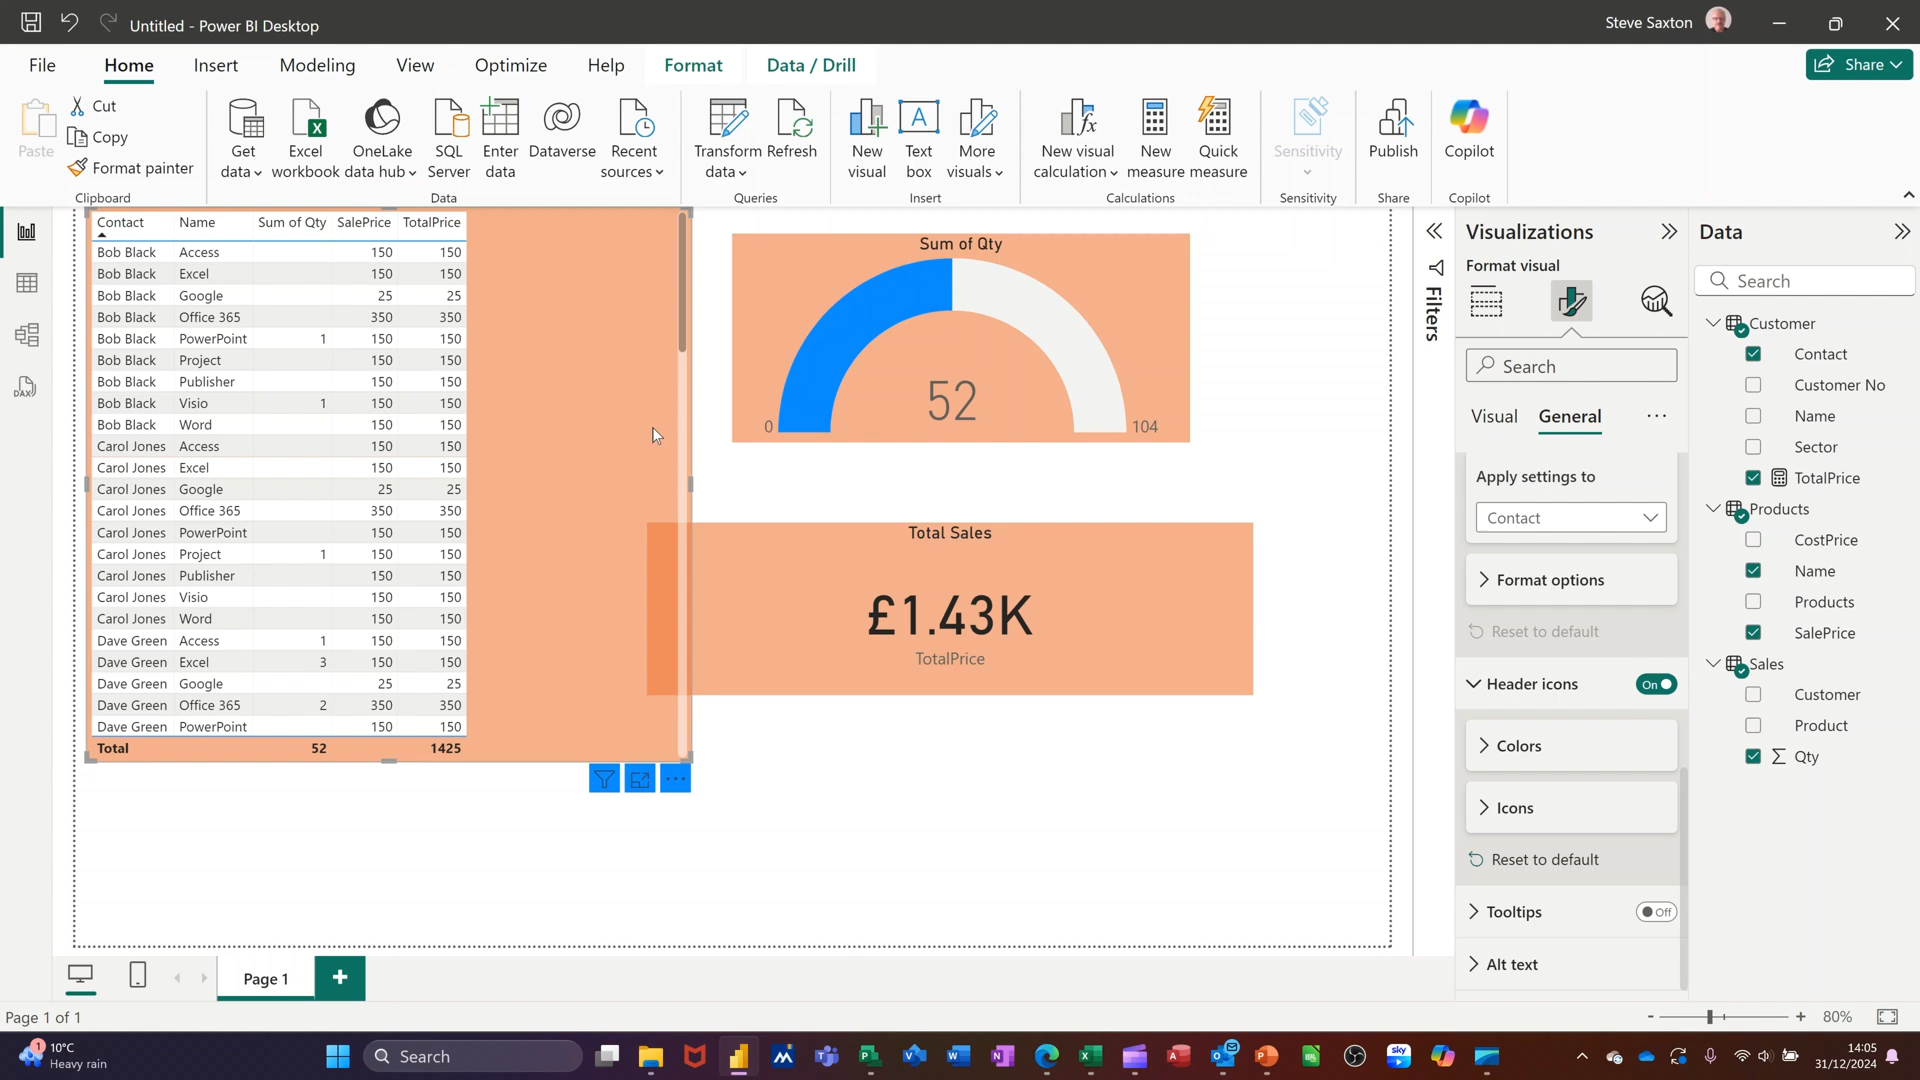 Untitled - Power BI Desktop
Steve Saxton
File Home Insert Modeling View Optimize Help Format Data / Drill
Share
Paste
Cut
Copy
Format painter
Clipboard
Get data
Excel workbook
OneLake data hub
SQL Server
Enter data
Dataverse
Recent sources
Data
Transform data
Refresh
Queries
New visual
A
Text box
More visuals
Insert
New visual calculation
New measure
Quick measure
Calculations
Sensitivity
Sensitivity
Publish
Share
Copilot
Copilot
DAX
Contact Name Sum of Qty SalePrice TotalPrice
Bob Black Access 150 150
Bob Black Excel 150 150
Bob Black Google 25 25
Bob Black Office 365 350 350
Bob Black PowerPoint 1 150 150
Bob Black Project 150 150
Bob Black Publisher 150 150
Bob Black Visio 1 150 150
Bob Black Word 150 150
Carol Jones Access 150 150
Carol Jones Excel 150 150
Carol Jones Google 25 25
Carol Jones Office 365 350 350
Carol Jones PowerPoint 150 150
Carol Jones Project 1 150 150
Carol Jones Publisher 150 150
Carol Jones Visio 150 150
Carol Jones Word 150 150
Dave Green Access 1 150 150
Dave Green Excel 3 150 150
Dave Green Google 25 25
Dave Green Office 365 2 350 350
Dave Green PowerPoint 150 150
Total 52 1425
Sum of Qty
52
0
104
Total Sales
£1.43K
TotalPrice
Filters
Visualizations
Format visual
Search
Visual General
Apply settings to
Contact
Format options
Reset to default
Header icons On
Colors
Icons
Reset to default
Tooltips Off
Alt text
Data
Search
Customer
Contact
Customer No
Name
Sector
TotalPrice
Products
CostPrice
Name
Products
SalePrice
Sales
Customer
Product
Σ Qty
Page 1
+
Page 1 of 1
- + 80%
1
10°C
Heavy rain
Search
sky
14:05
31/12/2024